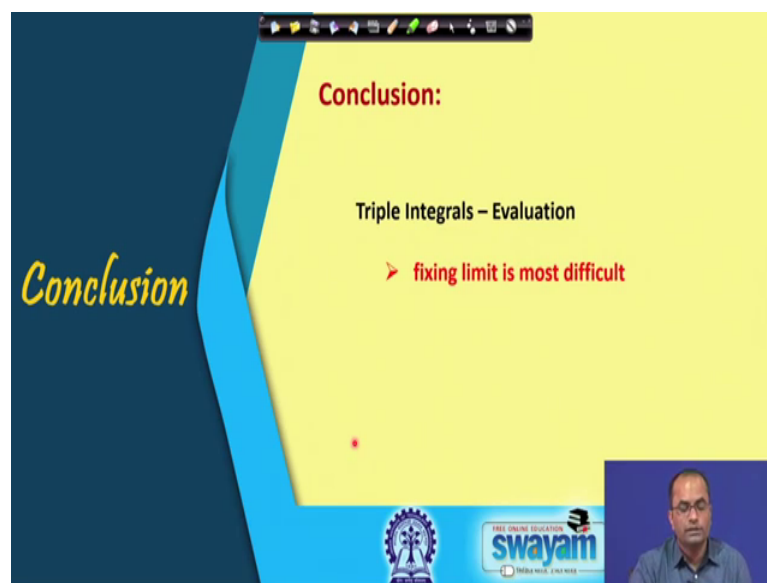 Conclusion:
Triple Integrals – Evaluation
➢ fixing limit is most difficult
Conclusion
FREE ONLINE EDUCATION
swayam